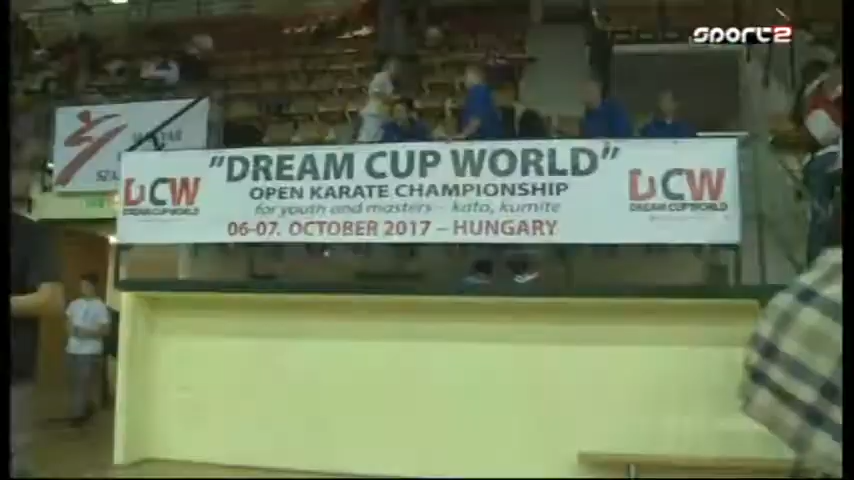 sport2
MAGYAR
"DREAM CUP WORLD"
OPEN KARATE CHAMPIONSHIP
for youth and masters - kata, kumite
06-07. OCTOBER 2017 – HUNGARY
DCW
DREAM CUP WORLD
DCW
DREAM CUP WORLD